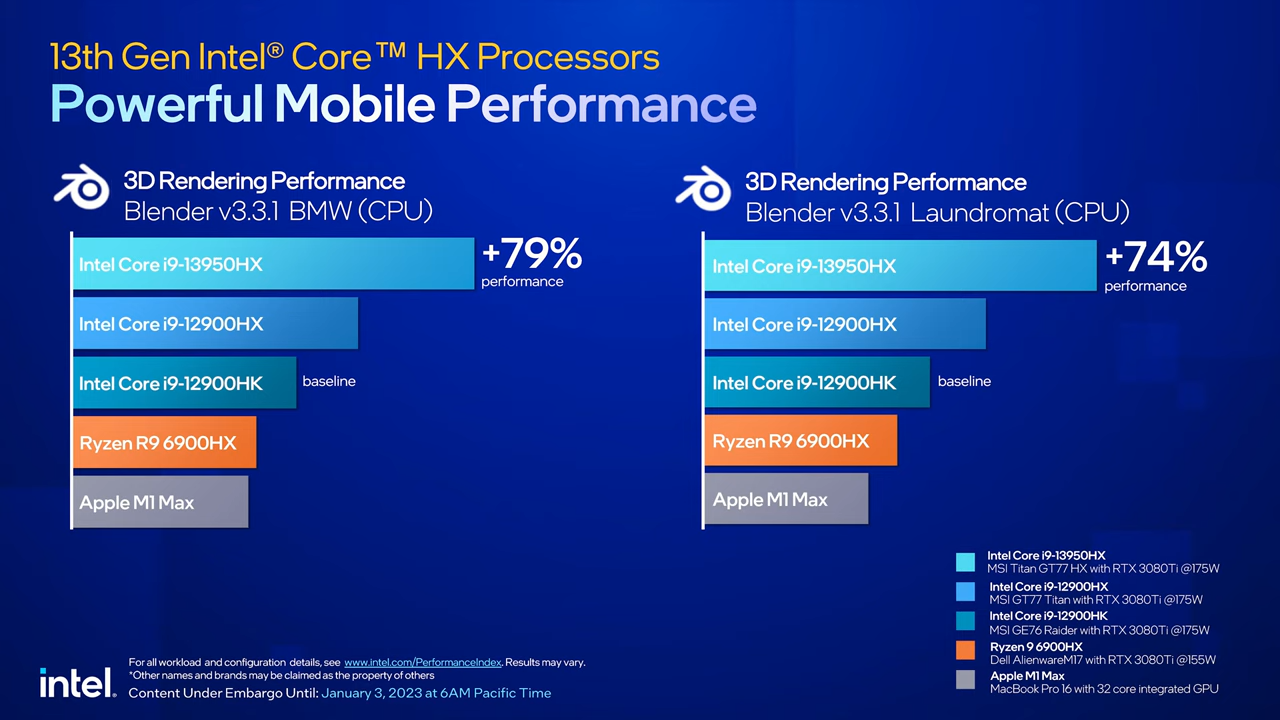 13th Gen Intel® Core™ HX Processors
Powerful Mobile Performance
3D Rendering Performance
Blender v3.3.1 BMW (CPU)
Intel Core i9-13950HX
+79%
performance
Intel Core i9-12900HX
Intel Core i9-12900HK
baseline
Ryzen R9 6900HX
Apple M1 Max
3D Rendering Performance
Blender v3.3.1 Laundromat (CPU)
Intel Core i9-13950HX
+74%
performance
Intel Core i9-12900HX
Intel Core i9-12900HK
baseline
Ryzen R9 6900HX
Apple M1 Max
Intel Core i9-13950HX
MSI Titan GT77 HX with RTX 3080Ti @175W
Intel Core i9-12900HX
MSI GT77 Titan with RTX 3080Ti @175W
Intel Core i9-12900HK
MSI GE76 Raider with RTX 3080Ti @175W
Ryzen 9 6900HX
Dell AlienwareM17 with RTX 3080Ti @155W
Apple M1 Max
MacBook Pro 16 with 32 core integrated GPU
intel.
For all workload and configuration details, see www.intel.com/PerformanceIndex. Results may vary.
*Other names and brands may be claimed as the property of others
Content Under Embargo Until: January 3, 2023 at 6AM Pacific Time